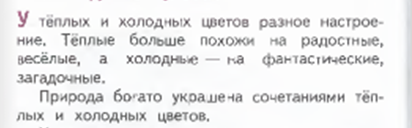 У тёплых и холодных цветов разное настрое-
ние. Тёплые больше похожи на радостные,
весёлые, а холодные — на фантастические,
загадочные.
Природа богато украшена сочетаниями тёп-
лых и холодных цветов.